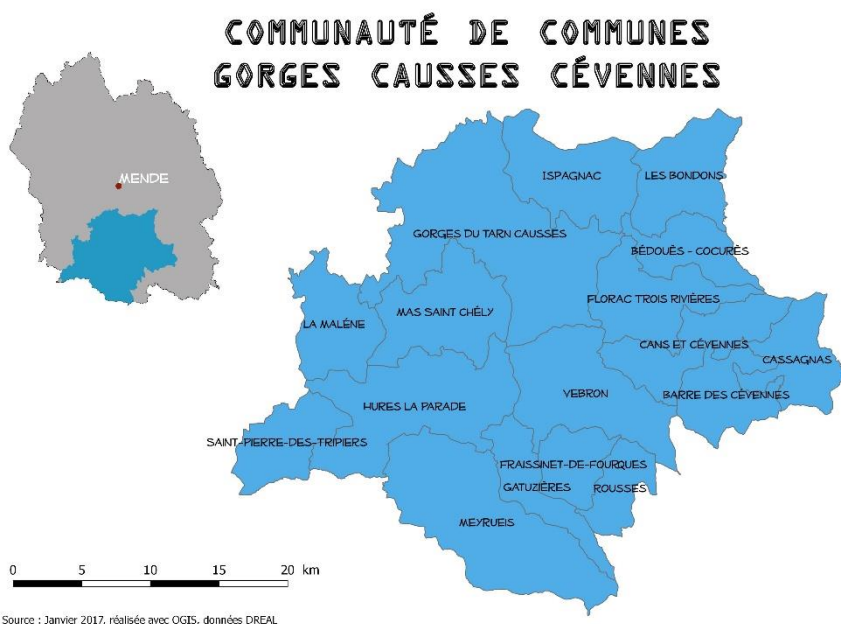 COMMUNAUTÉ DE COMMUNES
GORGES CAUSSES CÉVENNES
MENDE
ISPAGNAC
LES BONDONS
GORGES DU TARN CAUSSES
BÉDOUÈS - COCURÈS
FLORAC TROIS RIVIÈRES
LA MALÉNE
MAS SAINT CHÉLY
CANS ET CÉVENNES
CASSAGNAS
HURES LA PARADE
VEBRON
BARRE DES CÉVENNES
SAINT-PIERRE-DES-TRIPIERS
FRAISSINET-DE-FOURQUES
GATUZIÈRES
ROUSSES
MEYRUEIS
0 5 10 15 20 km
Source : Janvier 2017, réalisée avec QGIS, données DREAL